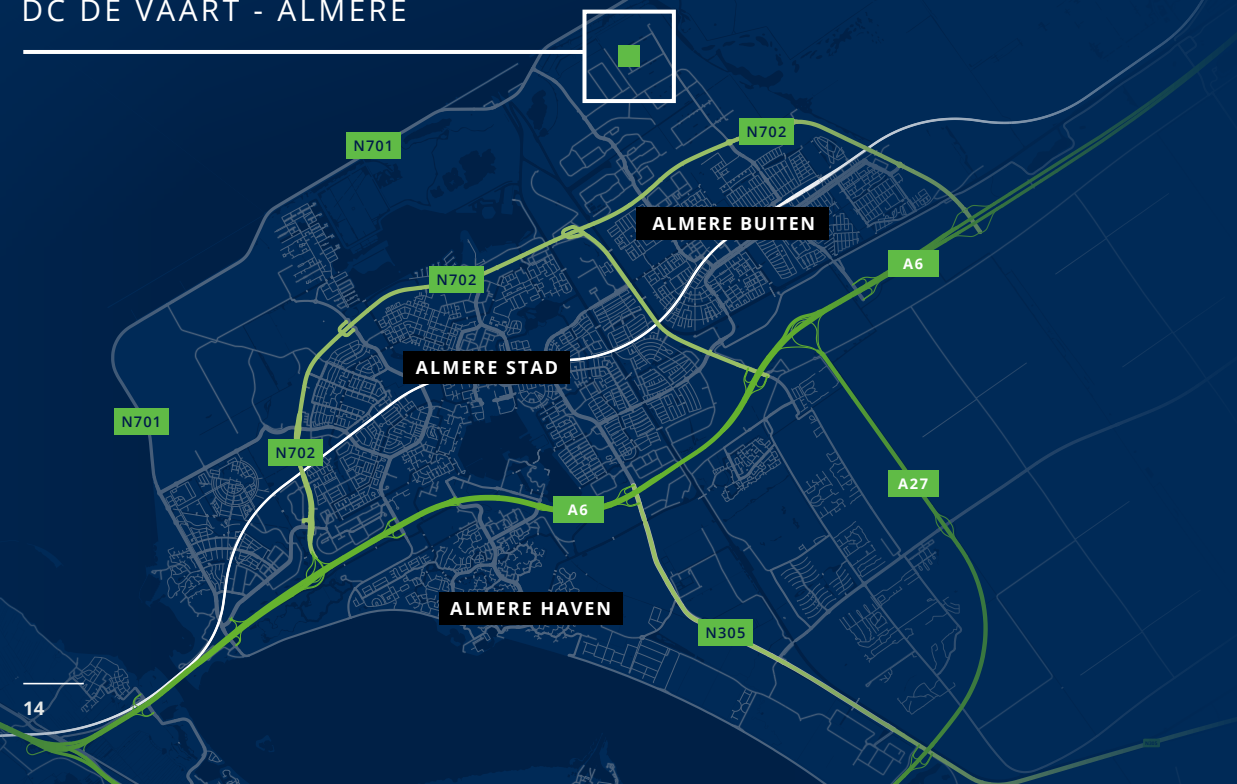 DC DE VAART - ALMERE
N702
N701
ALMERE BUITEN
A6
N702
ALMERE STAD
N701
N702
A27
A6
ALMERE HAVEN
N305
14